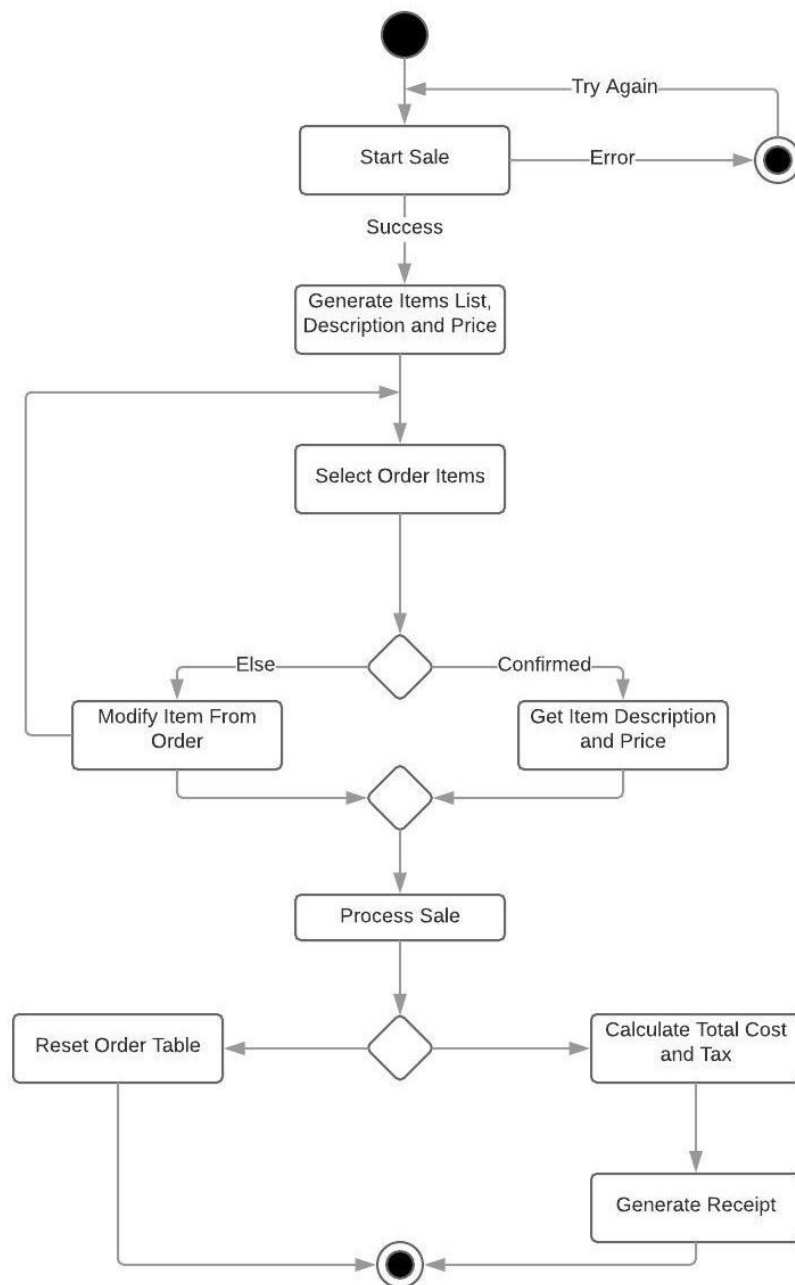 Try Again
Start Sale
Error
Success
Generate Items List,
Description and Price
Select Order Items
Else
Confirmed
Modify Item From
Order
Get Item Description
and Price
Process Sale
Reset Order Table
Calculate Total Cost
and Tax
Generate Receipt